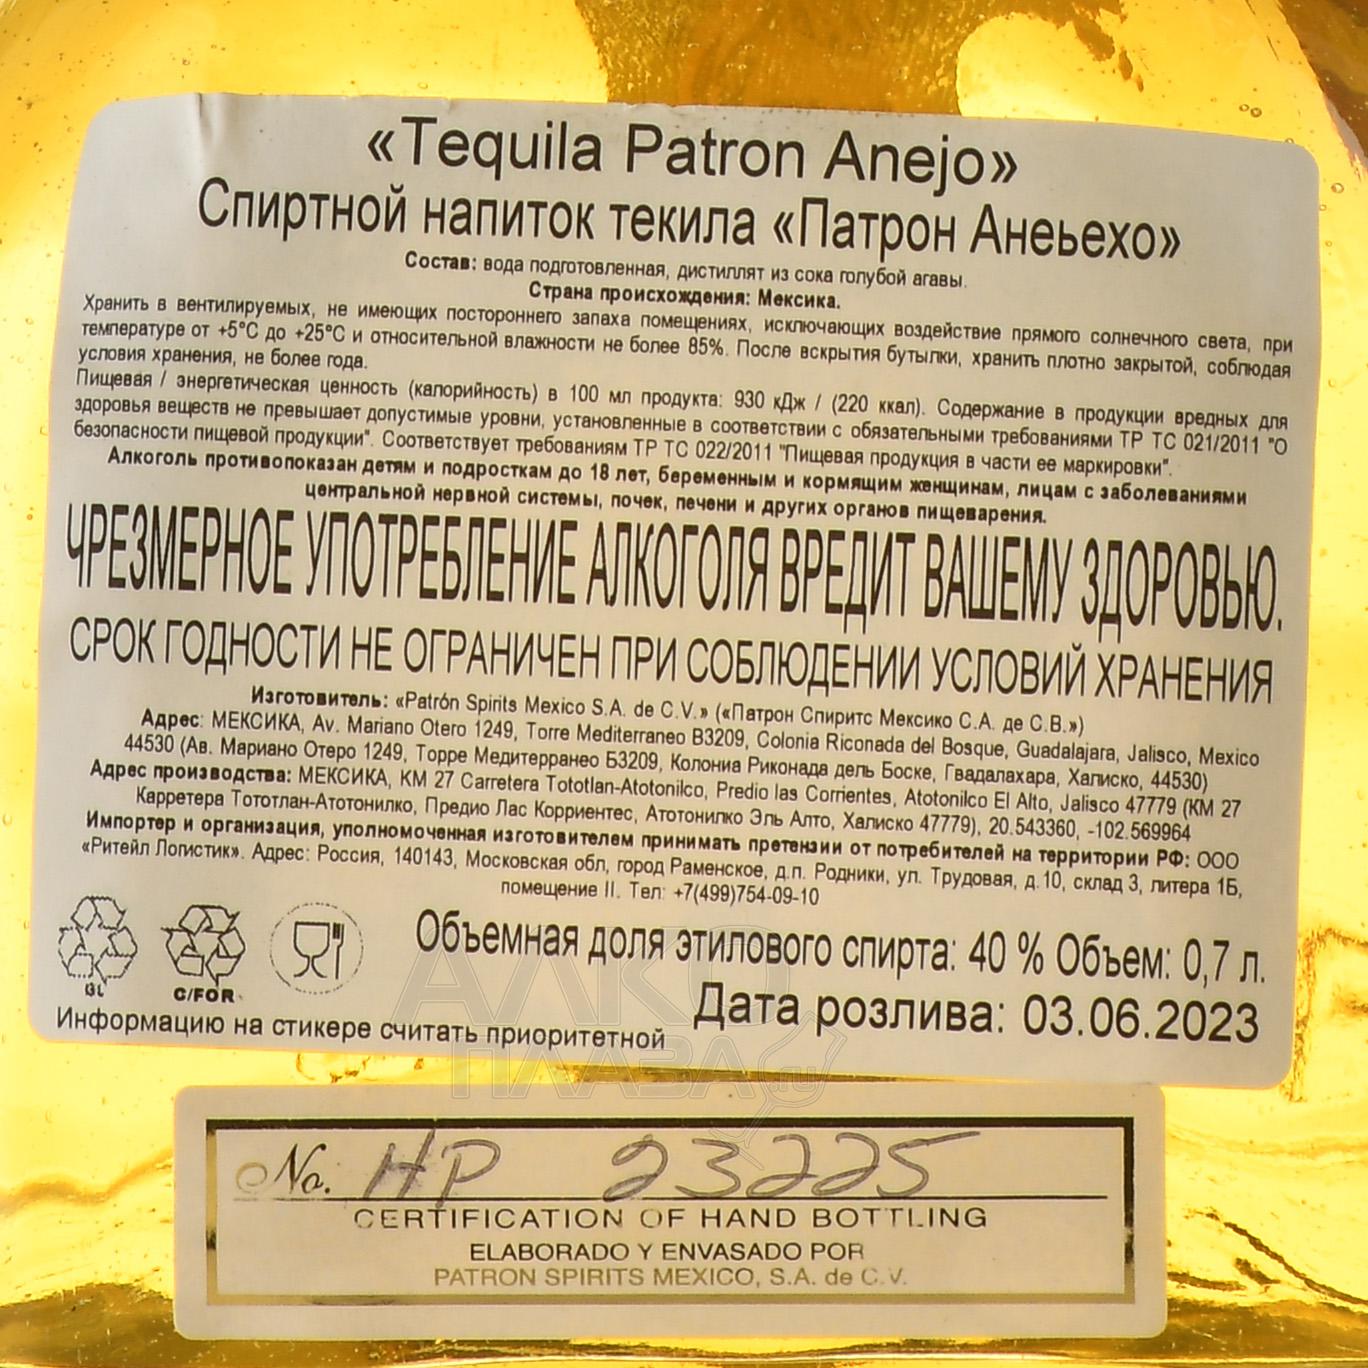 «Tequila Patron Anejo»
Спиртной напиток текила «Патрон Анеьехо»
Состав: вода подготовленная, дистиллят из сока голубой агавы.
Страна происхождения: Мексика.
Хранить в вентилируемых, не имеющих постороннего запаха помещениях, исключающих воздействие прямого солнечного света, при
температуре от +5°С до +25°С и относительной влажности не более 85%. После вскрытия бутылки, хранить плотно закрытой, соблюдая
условия хранения, не более года.
Пищевая / энергетическая ценность (калорийность) в 100 мл продукта: 930 кДж / (220 ккал). Содержание в продукции вредных для
здоровья веществ не превышает допустимые уровни, установленные в соответствии с обязательными требованиями ТР ТС 021/2011 "О
безопасности пищевой продукции". Соответствует требованиям ТР ТС 022/2011 "Пищевая продукция в части ее маркировки".
Алкоголь противопоказан детям и подросткам до 18 лет, беременным и кормящим женщинам, лицам с заболеваниями
центральной нервной системы, почек, печени и других органов пищеварения.
ЧРЕЗМЕРНОЕ УПОТРЕБЛЕНИЕ АЛКОГОЛЯ ВРЕДИТ ВАШЕМУ ЗДОРОВЬЮ.
СРОК ГОДНОСТИ НЕ ОГРАНИЧЕН ПРИ СОБЛЮДЕНИИ УСЛОВИЙ ХРАНЕНИЯ
Изготовитель: «Patrón Spirits Mexico S.A. de C.V.» («Патрон Спиритс Мексико С.А. де С.В.»)
Адрес: МЕКСИКА, Av. Mariano Otero 1249, Torre Mediterraneo B3209, Colonia Riconada del Bosque, Guadalajara, Jalisco, Mexico
44530 (Ав. Мариано Отеро 1249, Торре Медитерранео Б3209, Колониа Риконада дель Боске, Гвадалахара, Халиско, 44530)
Адрес производства: МЕКСИКА, KM 27 Carretera Tototlan-Atotonilco, Predio las Corrientes, Atotonilco El Alto, Jalisco 47779 (КМ 27
Карретера Тототлан-Атотонилко, Предио Лас Корриентес, Атотонилко Эль Алто, Халиско 47779), 20.543360, -102.569964
Импортер и организация, уполномоченная изготовителем принимать претензии от потребителей на территории РФ: ООО
«Ритейл Логистик». Адрес: Россия, 140143, Московская обл, город Раменское, д.п. Родники, ул. Трудовая, д.10, склад 3, литера 1Б,
помещение II. Тел: +7(499)754-09-10
GL
C/FOR
Объемная доля этилового спирта: 40 % Объем: 0,7 л.
Дата розлива: 03.06.2023
Информацию на стикере считать приоритетной
АЛКО
ПЛАЗА.ru
No. HP 23225
CERTIFICATION OF HAND BOTTLING
ELABORADO Y ENVASADO POR
PATRON SPIRITS MEXICO, S.A. de C.V.